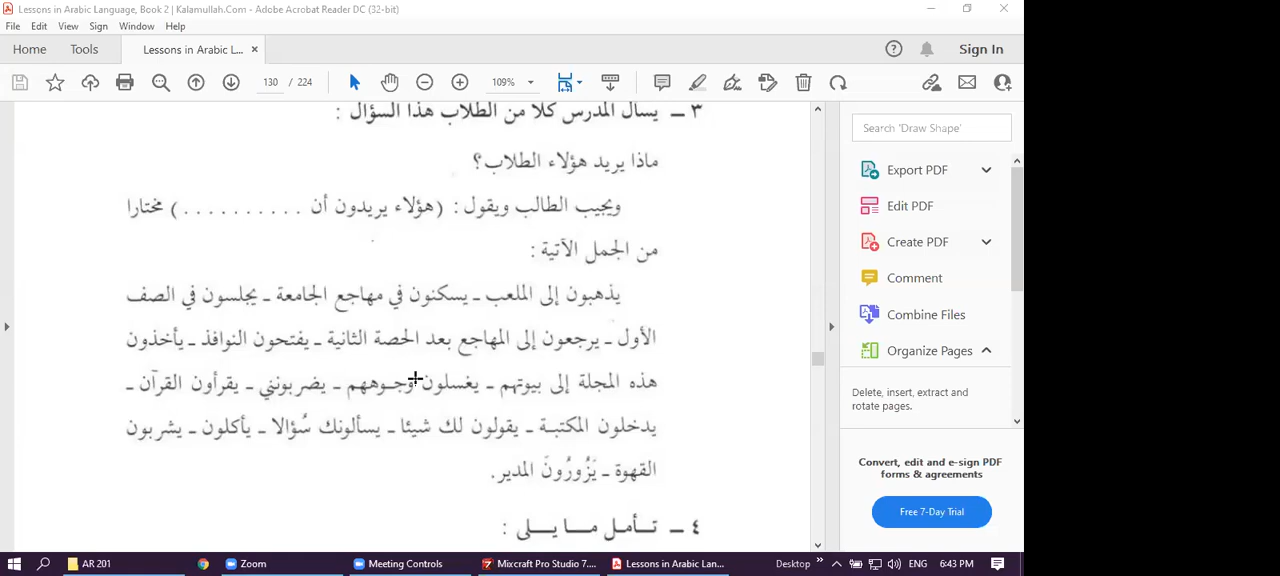 Lessons in Arabic Language, Book 2 | Kalamullah.Com - Adobe Acrobat Reader DC (32-bit)
File Edit View Sign Window Help
Home Tools Lessons in Arabic L... × Sign In
130 / 224 109%
٣ ــ يسأل المدرس كلا من الطلاب هذا السؤال :
ماذا يريد هؤلاء الطلاب؟
ويجيب الطالب ويقول : (هؤلاء يريدون أن . . . . . . . . . . ) مختارا
من الجمل الآتية :
يذهبون إلى الملعب ـ يسكنون في مهاجع الجامعة ـ يجلسون في الصف
الأول ـ يرجعون إلى المهاجع بعد الحصة الثانية ـ يفتحون النوافذ ـ يأخذون
هذه المجلة إلى بيوتهم ـ يغسلون وجوههم ـ يضربونني ـ يقرأون القرآن ـ
يدخلون المكتبة ـ يقولون لك شيئا ـ يسألونك سُؤالا ـ يأكلون ـ يشربون
القهوة ـ يَزُورُونَ المدير.
٤ ــ تأمل ما يلى :
Search 'Draw Shape'
Export PDF
Edit PDF
Create PDF
Comment
Combine Files
Organize Pages
Delete, insert, extract and
rotate pages.
Convert, edit and e-sign PDF
forms & agreements
Free 7-Day Trial
AR 201 Zoom Meeting Controls Mixcraft Pro Studio 7.... Lessons in Arabic Lan... Desktop » ENG 6:43 PM